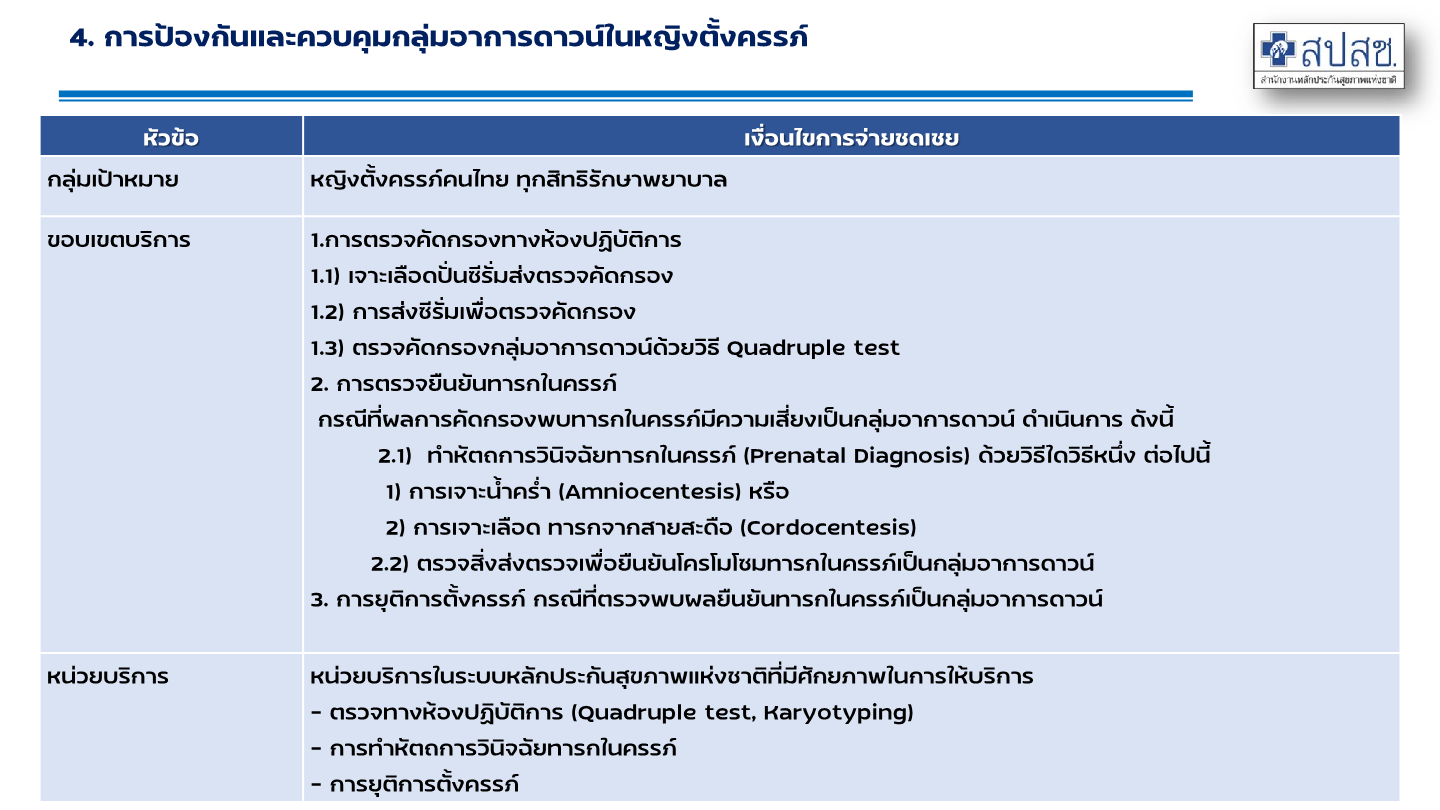 4. การป้องกันและควบคุมกลุ่มอาการดาวน์ในหญิงตั้งครรภ์
สปสช.
สำนักงานหลักประกันสุขภาพแห่งชาติ
หัวข้อ เงื่อนไขการจ่ายชดเชย
กลุ่มเป้าหมาย หญิงตั้งครรภ์คนไทย ทุกสิทธิรักษาพยาบาล
ขอบเขตบริการ 1.การตรวจคัดกรองทางห้องปฏิบัติการ
1.1) เจาะเลือดปั่นซีรั่มส่งตรวจคัดกรอง
1.2) การส่งซีรั่มเพื่อตรวจคัดกรอง
1.3) ตรวจคัดกรองกลุ่มอาการดาวน์ด้วยวิธี Quadruple test
2. การตรวจยืนยันทารกในครรภ์
กรณีที่ผลการคัดกรองพบทารกในครรภ์มีความเสี่ยงเป็นกลุ่มอาการดาวน์ ดำเนินการ ดังนี้
2.1) ทำหัตถการวินิจฉัยทารกในครรภ์ (Prenatal Diagnosis) ด้วยวิธีใดวิธีหนึ่ง ต่อไปนี้
1) การเจาะน้ำคร่ำ (Amniocentesis) หรือ
2) การเจาะเลือด ทารกจากสายสะดือ (Cordocentesis)
2.2) ตรวจสิ่งส่งตรวจเพื่อยืนยันโครโมโซมทารกในครรภ์เป็นกลุ่มอาการดาวน์
3. การยุติการตั้งครรภ์ กรณีที่ตรวจพบผลยืนยันทารกในครรภ์เป็นกลุ่มอาการดาวน์
หน่วยบริการ หน่วยบริการในระบบหลักประกันสุขภาพแห่งชาติที่มีศักยภาพในการให้บริการ
- ตรวจทางห้องปฏิบัติการ (Quadruple test, Karyotyping)
- การทำหัตถการวินิจฉัยทารกในครรภ์
- การยุติการตั้งครรภ์